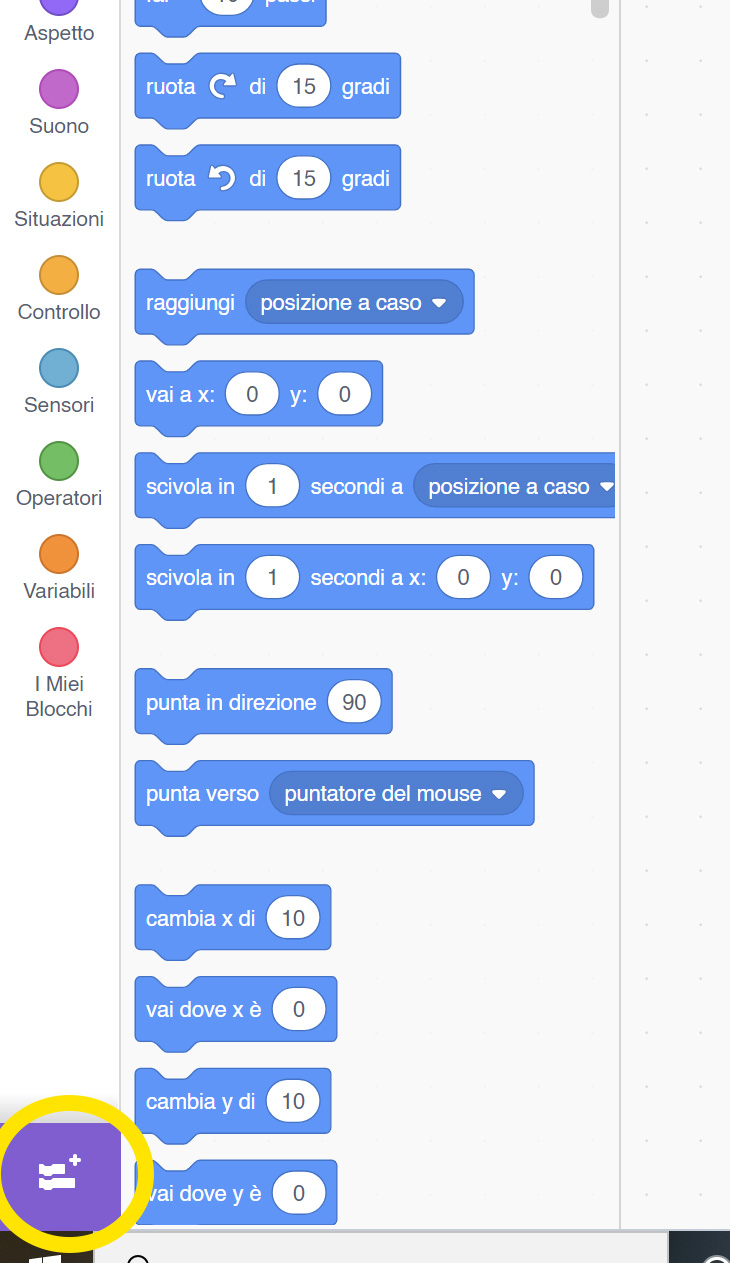 Aspetto
Suono
Situazioni
Controllo
Sensori
Operatori
Variabili
I Miei
Blocchi
ruota di 15 gradi
ruota di 15 gradi
raggiungi posizione a caso
vai a x: 0 y: 0
scivola in 1 secondi a posizione a caso
scivola in 1 secondi a x: 0 y: 0
punta in direzione 90
punta verso puntatore del mouse
cambia x di 10
vai dove x è 0
cambia y di 10
vai dove y è 0